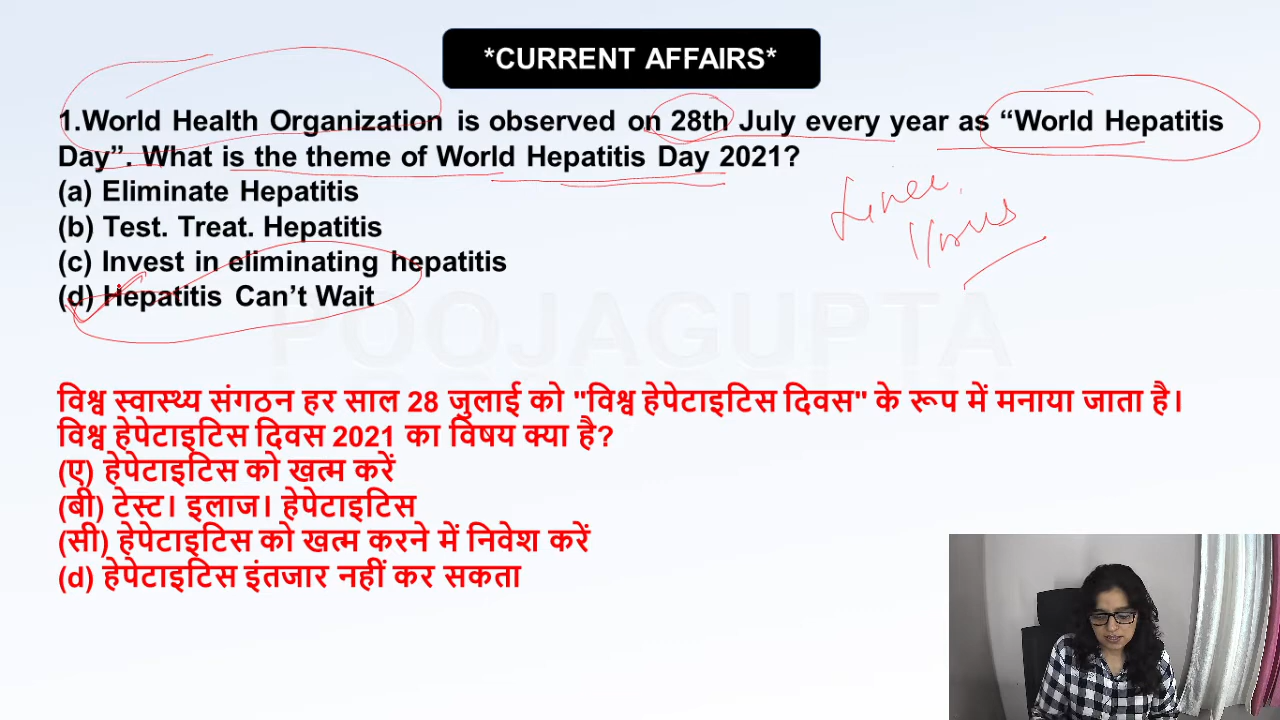 *CURRENT AFFAIRS*
1.World Health Organization is observed on 28th July every year as “World Hepatitis
Day”. What is the theme of World Hepatitis Day 2021?
(a) Eliminate Hepatitis
(b) Test. Treat. Hepatitis
(c) Invest in eliminating hepatitis
(d) Hepatitis Can’t Wait
Liver
Virus
POOJAGUPTA
विश्व स्वास्थ्य संगठन हर साल 28 जुलाई को "विश्व हेपेटाइटिस दिवस" के रूप में मनाया जाता है।
विश्व हेपेटाइटिस दिवस 2021 का विषय क्या है?
(ए) हेपेटाइटिस को खत्म करें
(बी) टेस्ट। इलाज। हेपेटाइटिस
(सी) हेपेटाइटिस को खत्म करने में निवेश करें
(d) हेपेटाइटिस इंतजार नहीं कर सकता